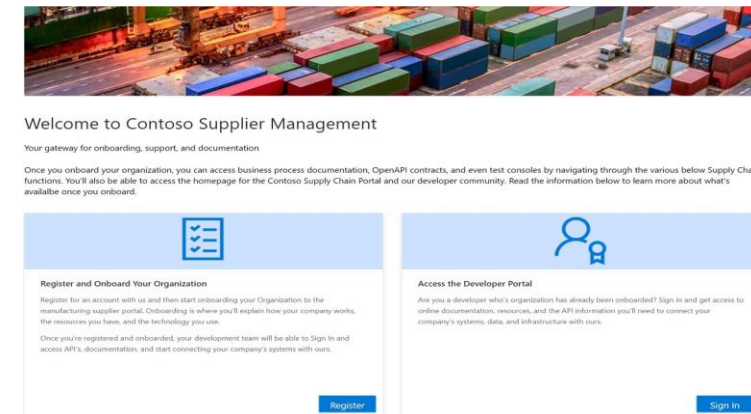 Welcome to Contoso Supplier Management
Your gateway for onboarding, support, and documentation
Once you onboard your organization, you can access business process documentation, OpenAPI contracts, and even test consoles by navigating through the various below Supply Cha
functions. You'll also be able to access the homepage for the Contoso Supply Chain Portal and our developer community. Read the information below to learn more about what's
availalbe once you onboard.
Register and Onboard Your Organization
Register for an account with us and then start onboarding your Organization to the
manufacturing supplier portal. Onboarding is where you'll explain how your company works,
the resources you have, and the technology you use.
Once you're registered and onboarded, your development team will be able to Sign In and
access API's, documentation, and start connecting your company's systems with ours.
Register
Access the Developer Portal
Are you a developer who's organization has already been onboarded? Sign in and get access to
online documentation, resources, and the API information you'll need to connect your
company's systems, data, and infrastructure with ours.
Sign In